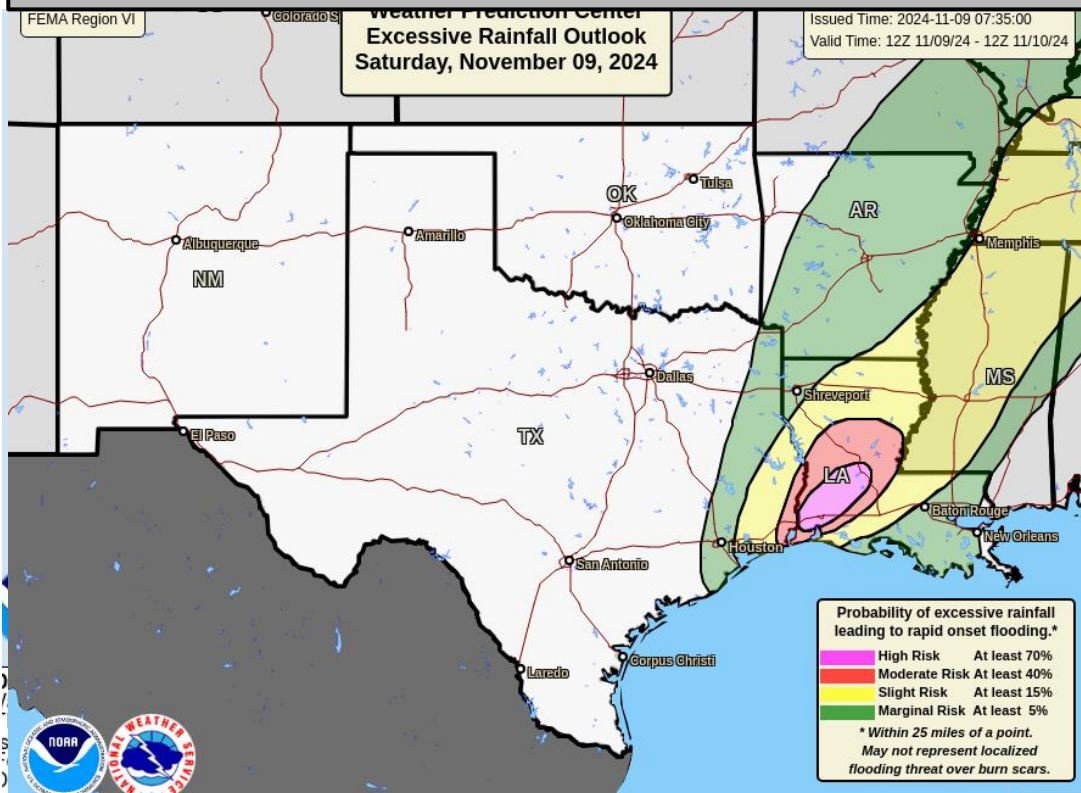 FEMA Region VI
Weather Prediction Center
Excessive Rainfall Outlook
Saturday, November 09, 2024
Issued Time: 2024-11-09 07:35:00
Valid Time: 12Z 11/09/24 - 12Z 11/10/24
Colorado S
Tulsa
OK
Oklahoma City
AR
Amarillo
Albuquerque
Memphis
NM
Dallas
MS
Shreveport
El Paso
TX
LA
Baton Rouge
New Orleans
Houston
San Antonio
Corpus Christi
Laredo
Probability of excessive rainfall
leading to rapid onset flooding.*
High Risk At least 70%
Moderate Risk At least 40%
Slight Risk At least 15%
Marginal Risk At least 5%
* Within 25 miles of a point.
May not represent localized
flooding threat over burn scars.
NOAA
NATIONAL WEATHER SERVICE